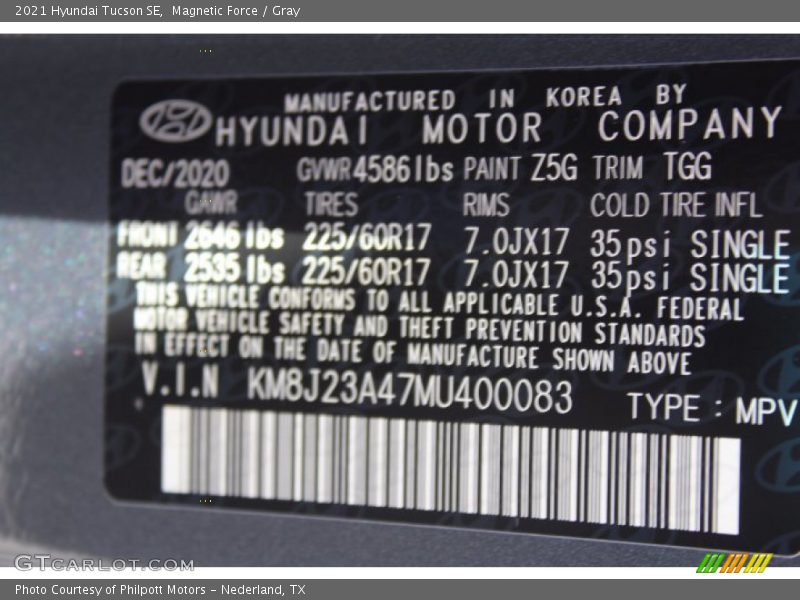 2021 Hyundai Tucson SE, Magnetic Force / Gray
MANUFACTURED IN KOREA BY
HYUNDAI MOTOR COMPANY
DEC/2020 GVWR 4586lbs PAINT Z5G TRIM TGG
GAWR TIRES RIMS COLD TIRE INFL
FRONT 2646 lbs 225/60R17 7.0JX17 35psi SINGLE
REAR 2535 lbs 225/60R17 7.0JX17 35psi SINGLE
THIS VEHICLE CONFORMS TO ALL APPLICABLE U.S.A. FEDERAL
MOTOR VEHICLE SAFETY AND THEFT PREVENTION STANDARDS
IN EFFECT ON THE DATE OF MANUFACTURE SHOWN ABOVE
V.I.N KM8J23A47MU400083 TYPE : MPV
GTCARLOT.COM
Photo Courtesy of Philpott Motors - Nederland, TX